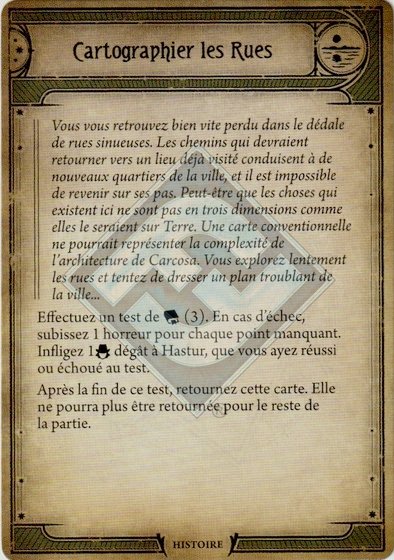 Cartographier les Rues
Vous vous retrouvez bien vite perdu dans le dédale
de rues sinueuses. Les chemins qui devraient
retourner vers un lieu déjà visité conduisent à de
nouveaux quartiers de la ville, et il est impossible
de revenir sur ses pas. Peut-être que les choses qui
existent ici ne sont pas en trois dimensions comme
elles le seraient sur Terre. Une carte conventionnelle
ne pourrait représenter la complexité de
l'architecture de Carcosa. Vous explorez lentement
les rues et tentez de dresser un plan troublant de
la ville...
Effectuez un test de (3). En cas d'échec,
subissez 1 horreur pour chaque point manquant.
Infligez 1 dégât à Hastur, que vous ayez réussi
ou échoué au test.
Après la fin de ce test, retournez cette carte. Elle
ne pourra plus être retournée pour le reste de
la partie.
HISTOIRE